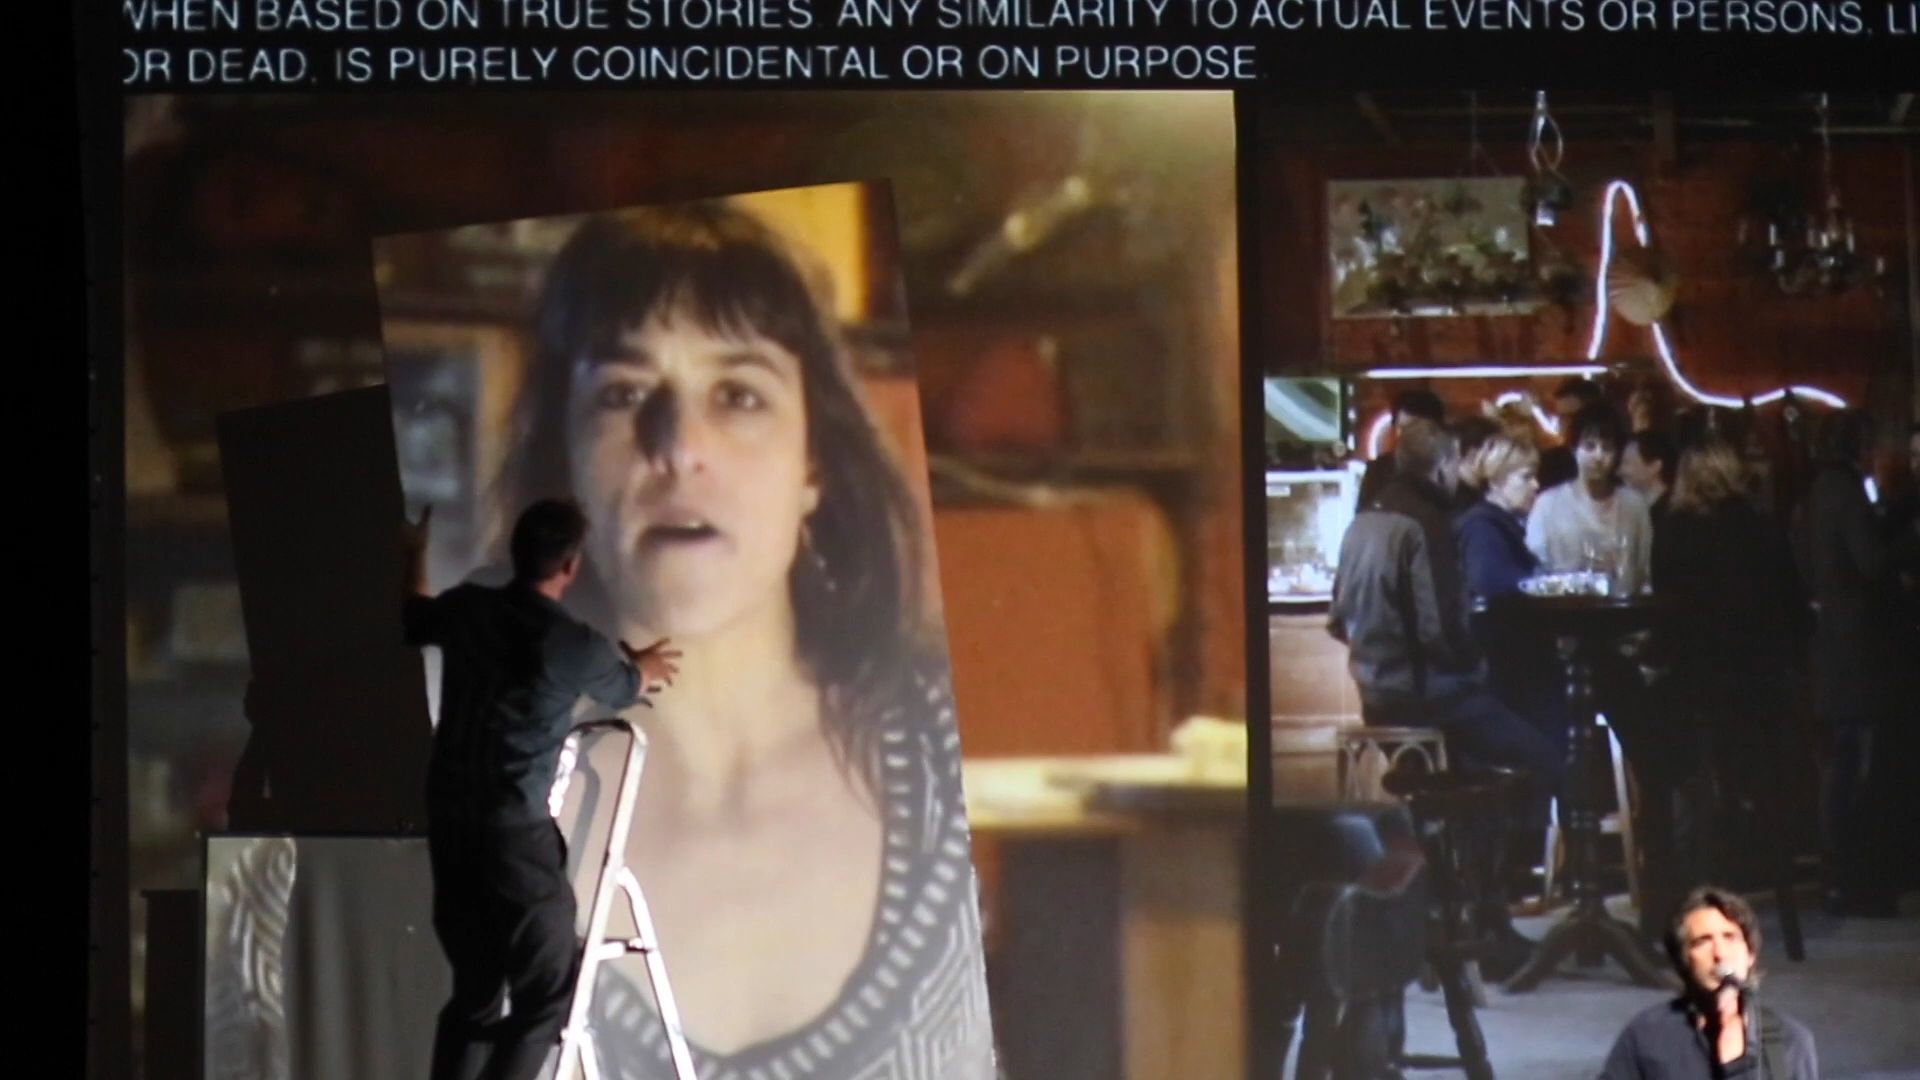 WHEN BASED ON TRUE STORIES. ANY SIMILARITY TO ACTUAL EVENTS OR PERSONS, LI
OR DEAD, IS PURELY COINCIDENTAL OR ON PURPOSE.